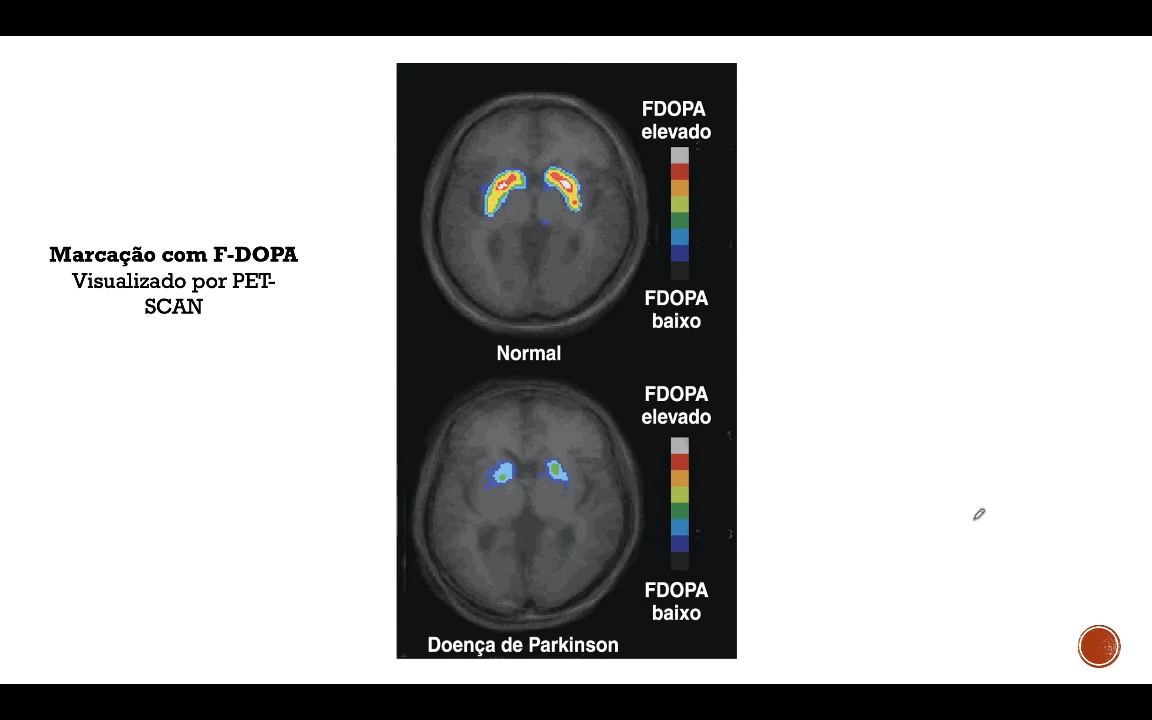 Marcação com F-DOPA
Visualizado por PET-
SCAN
FDOPA
elevado
FDOPA
baixo
Normal
FDOPA
elevado
FDOPA
baixo
Doença de Parkinson